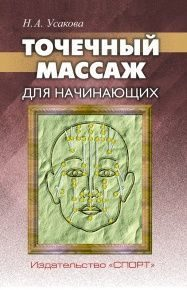 Н.А. Усакова
ТОЧЕЧНЫЙ
МАССАЖ
ДЛЯ НАЧИНАЮЩИХ
Издательство «СПОРТ»